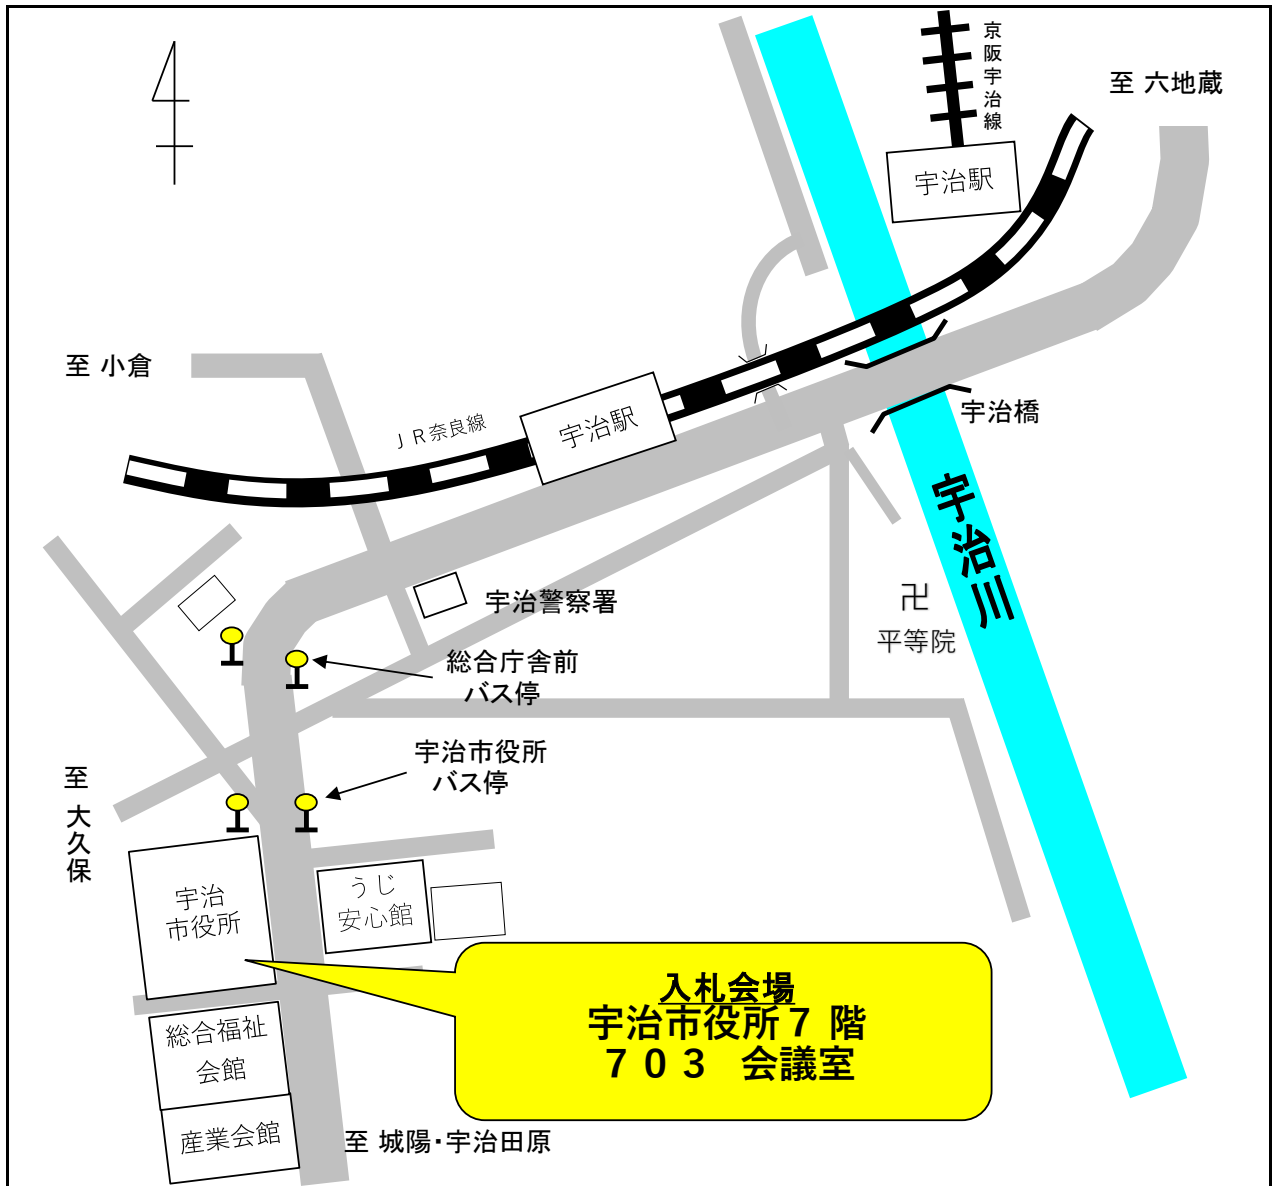 京阪宇治線
至 六地蔵
宇治駅
至 小倉
ＪＲ奈良線
宇治駅
宇治橋
宇治川
卍
平等院
宇治警察署
総合庁舎前
バス停
宇治市役所
バス停
至 大久保
宇治
市役所
うじ
安心館
入札会場
宇治市役所７ 階
７０３ 会議室
総合福祉
会館
産業会館
至 城陽・宇治田原